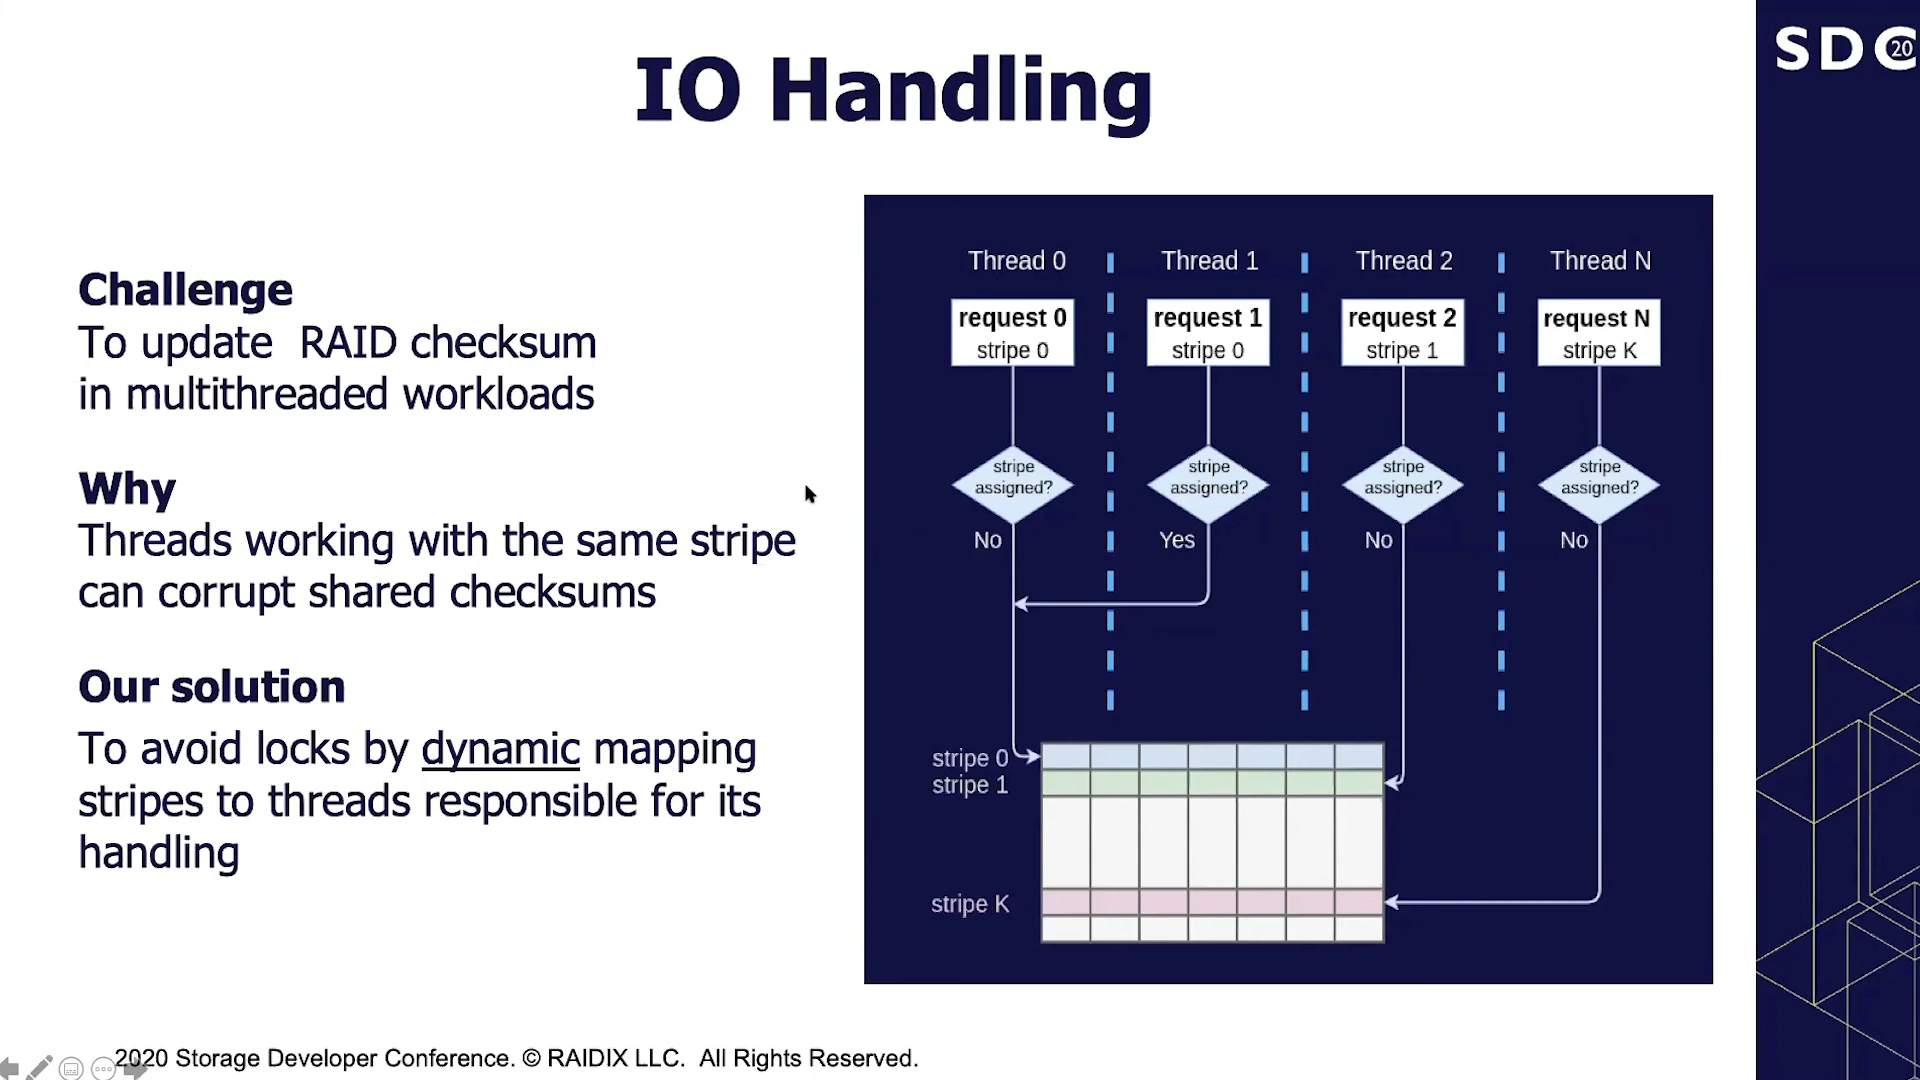 IO Handling
SDC 20
Challenge
To update RAID checksum
in multithreaded workloads
Why
Threads working with the same stripe
can corrupt shared checksums
Our solution
To avoid locks by dynamic mapping
stripes to threads responsible for its
handling
Thread 0
Thread 1
Thread 2
Thread N
request 0
stripe 0
request 1
stripe 0
request 2
stripe 1
request N
stripe K
stripe
assigned?
stripe
assigned?
stripe
assigned?
stripe
assigned?
No
Yes
No
No
stripe 0
stripe 1
stripe K
2020 Storage Developer Conference. © RAIDIX LLC. All Rights Reserved.